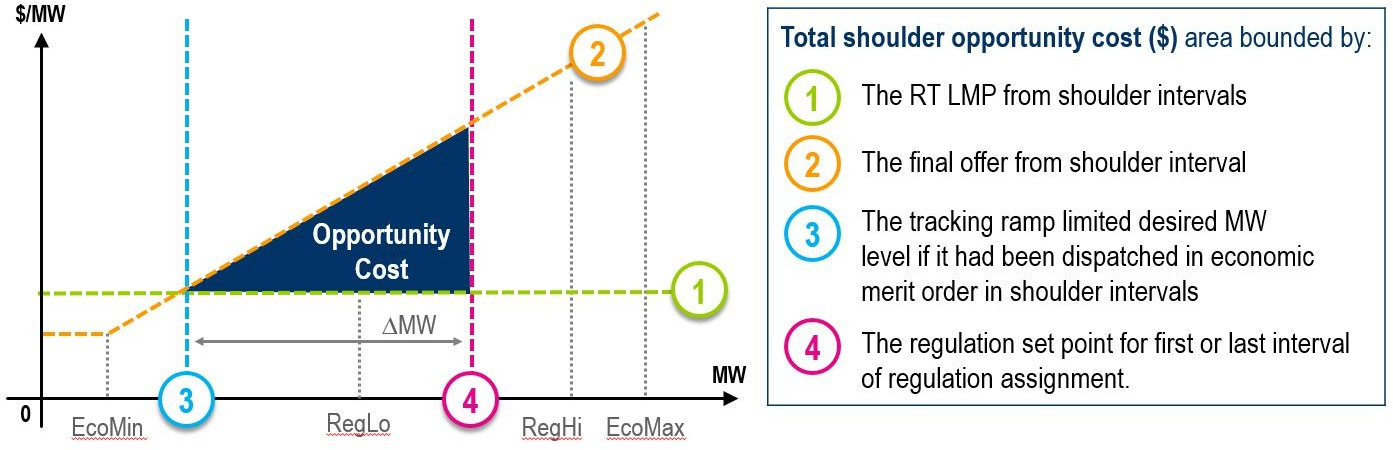 $/MW
2
Opportunity
Cost
1
ΔMW
MW
0
3
4
EcoMin
RegLo
RegHi
EcoMax
Total shoulder opportunity cost ($) area bounded by:
1
The RT LMP from shoulder intervals
2
The final offer from shoulder interval
3
The tracking ramp limited desired MW
level if it had been dispatched in economic
merit order in shoulder intervals
4
The regulation set point for first or last interval
of regulation assignment.